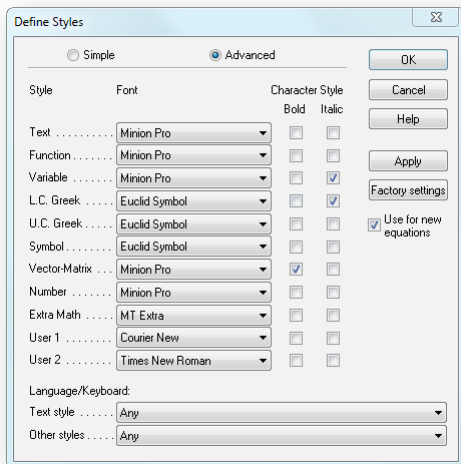 Define Styles
Simple Advanced OK
Style Font Character Style Cancel
Bold Italic Help
Text . . . . . . . . . . Minion Pro
Function . . . . . . Minion Pro Apply
Variable . . . . . . . Minion Pro
L.C. Greek . . . . . Euclid Symbol Factory settings
U.C. Greek . . . . . Euclid Symbol Use for new
Symbol . . . . . . . . Euclid Symbol equations
Vector-Matrix . . . Minion Pro
Number . . . . . . . Minion Pro
Extra Math . . . . . MT Extra
User 1 . . . . . . . . Courier New
User 2 . . . . . . . . Times New Roman
Language/Keyboard:
Text style . . . . . . Any
Other styles . . . . . Any